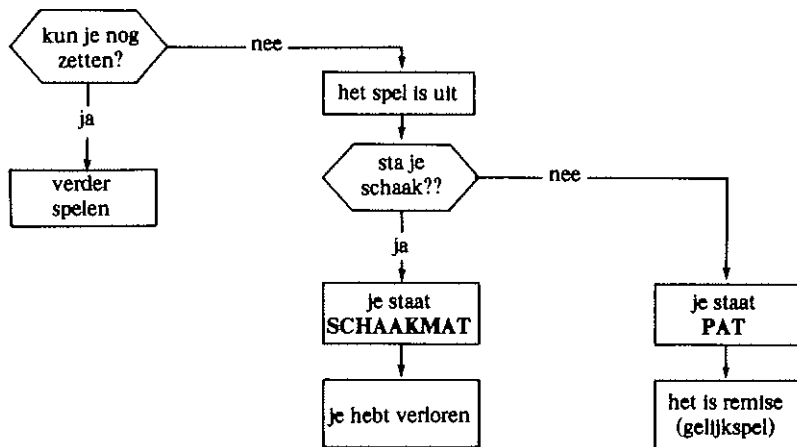 kun je nog
zetten?
nee
ja
het spel is uit
verder
spelen
sta je
schaak??
nee
ja
je staat
SCHAAKMAT
je staat
PAT
je hebt verloren
het is remise
(gelijkspel)